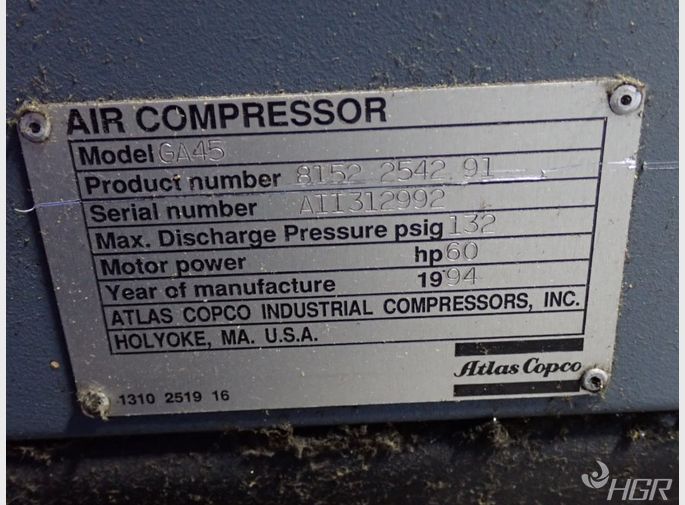 AIR COMPRESSOR
Model GA45
Product number 8152 2542 91
Serial number AII312992
Max. Discharge Pressure psig 132
Motor power hp 60
Year of manufacture 1994
ATLAS COPCO INDUSTRIAL COMPRESSORS, INC.
HOLYOKE, MA. U.S.A.
Atlas Copco
1310 2519 16
HGR